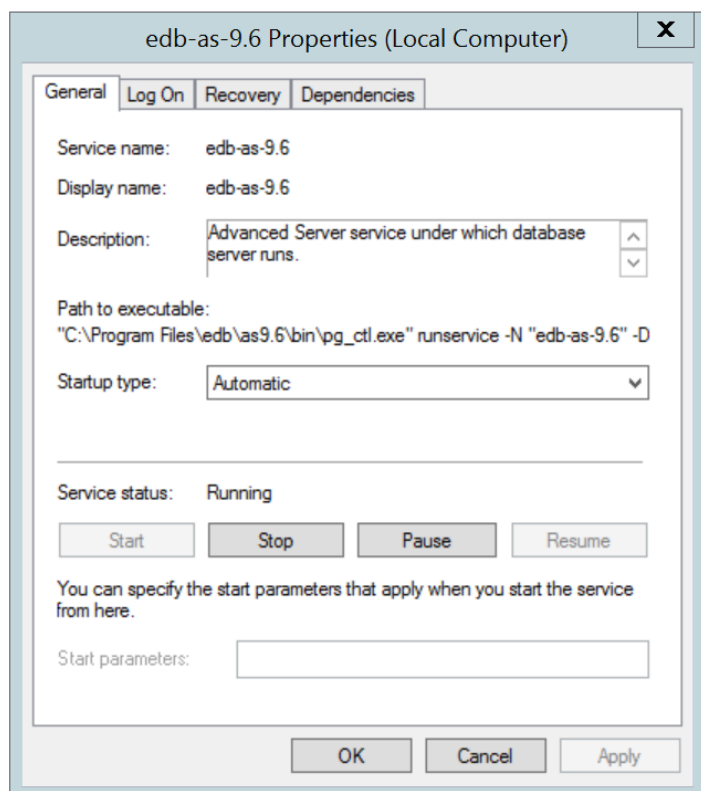 edb-as-9.6 Properties (Local Computer)
X
General Log On Recovery Dependencies
Service name: edb-as-9.6
Display name: edb-as-9.6
Description: Advanced Server service under which database
server runs.
Path to executable:
"C:\Program Files\edb\as9.6\bin\pg_ctl.exe" runservice -N "edb-as-9.6" -D
Startup type: Automatic
Service status: Running
Start Stop Pause Resume
You can specify the start parameters that apply when you start the service
from here.
Start parameters:
OK Cancel Apply